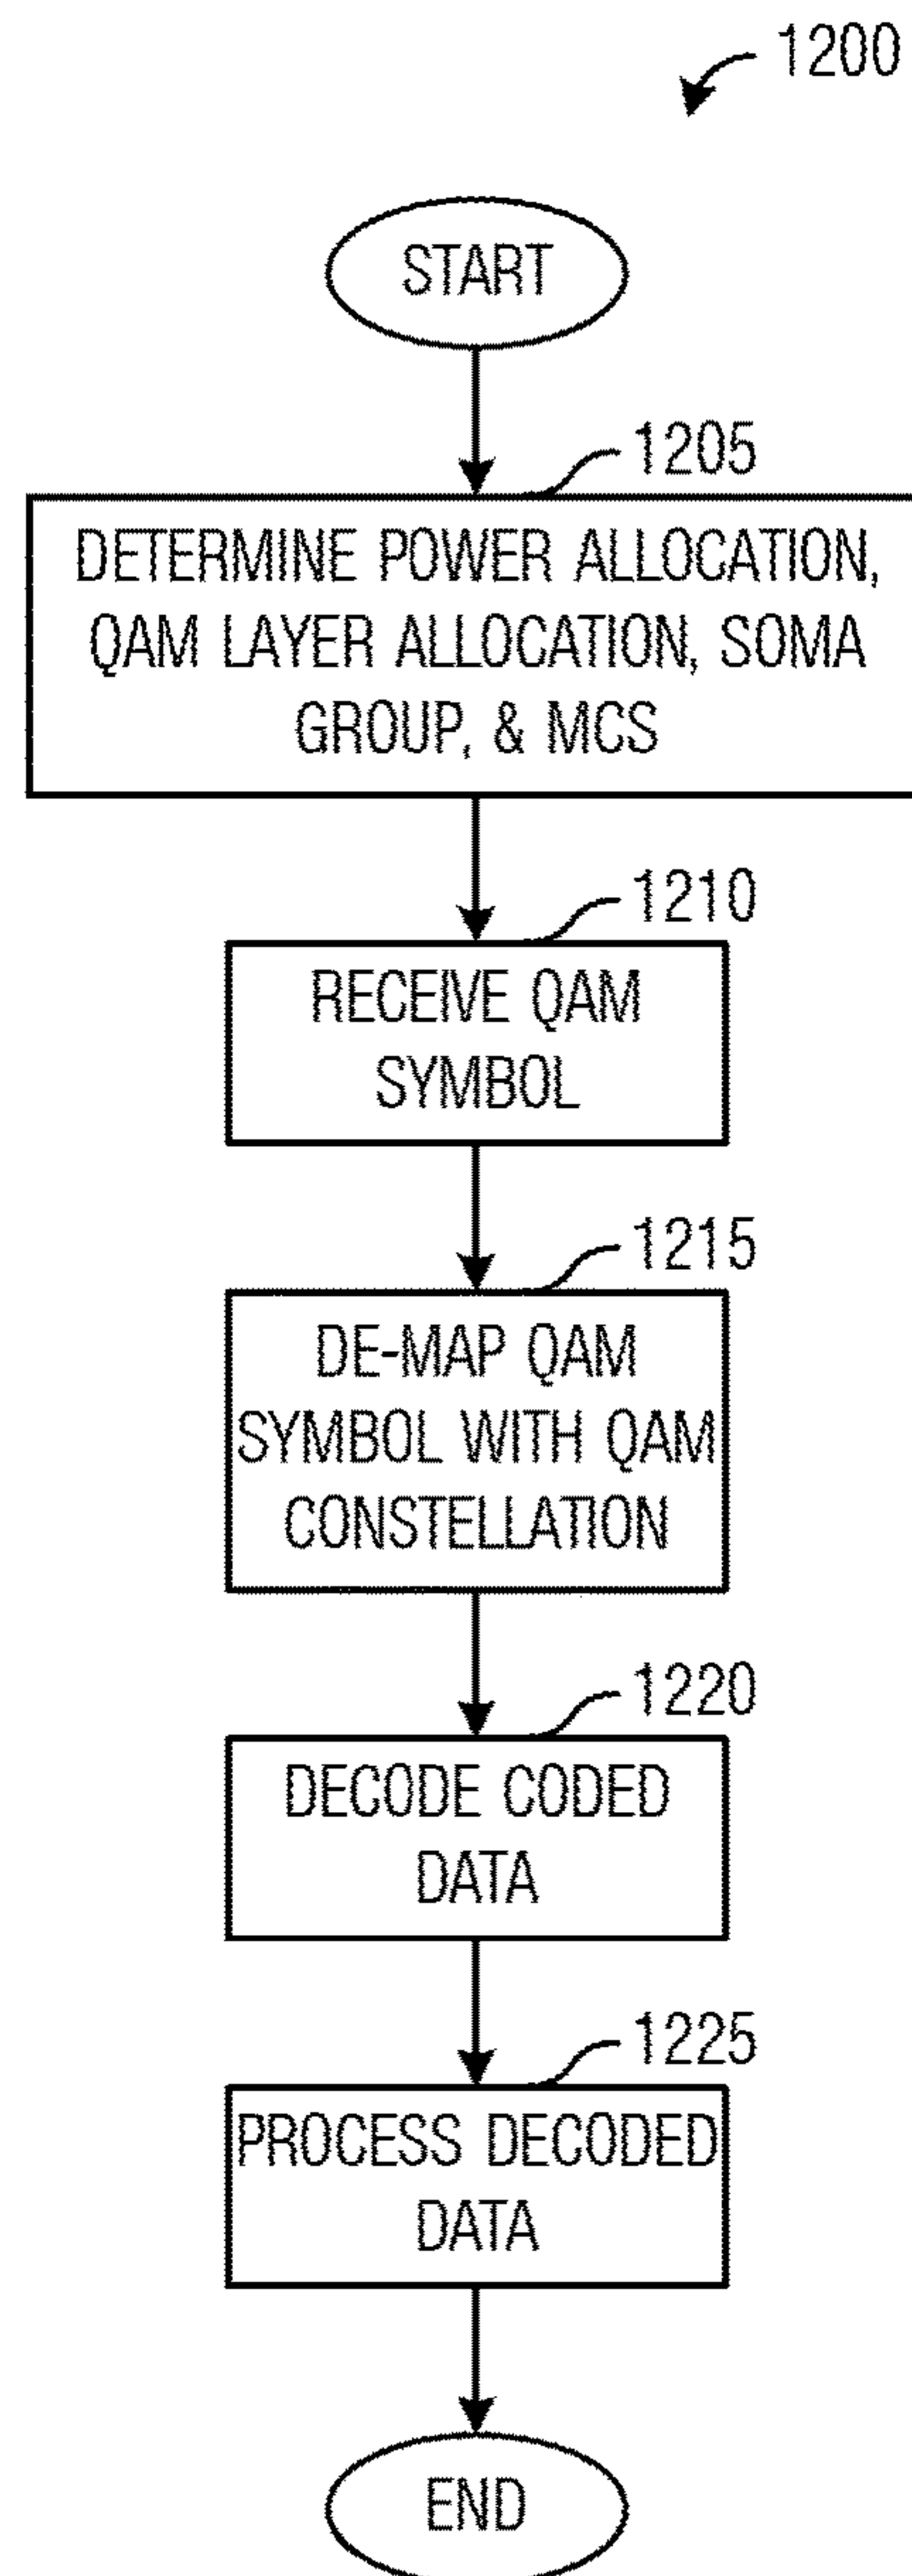 1200
START
1205
DETERMINE POWER ALLOCATION,
QAM LAYER ALLOCATION, SOMA
GROUP, & MCS
1210
RECEIVE QAM
SYMBOL
1215
DE-MAP QAM
SYMBOL WITH QAM
CONSTELLATION
1220
DECODE CODED
DATA
1225
PROCESS DECODED
DATA
END